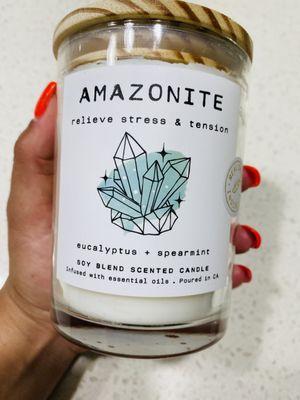 AMAZONITE
relieve stress & tension
eucalyptus + spearmint
SOY BLEND SCENTED CANDLE
Infused with essential oils . Poured in CA